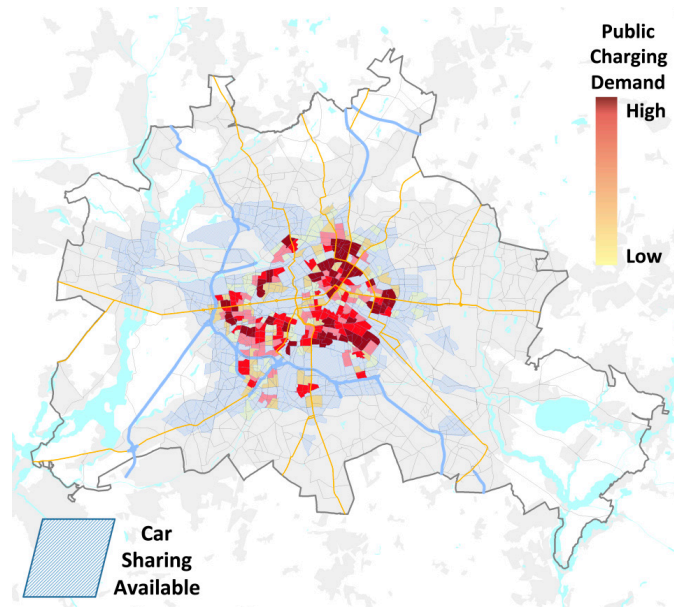 Public
Charging
Demand
High
Low
Car
Sharing
Available